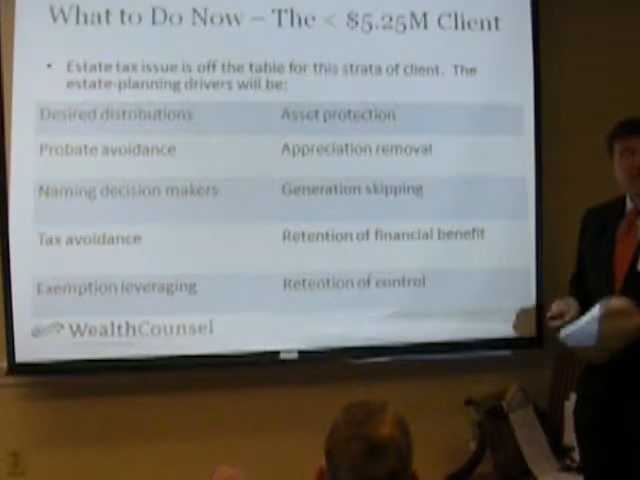 What to Do Now – The < $5.25M Client
• Estate tax issue is off the table for this strata of client. The
estate-planning drivers will be:
Desired distributions Asset protection
Probate avoidance Appreciation removal
Naming decision makers Generation skipping
Tax avoidance Retention of financial benefit
Exemption leveraging Retention of control
WealthCounsel